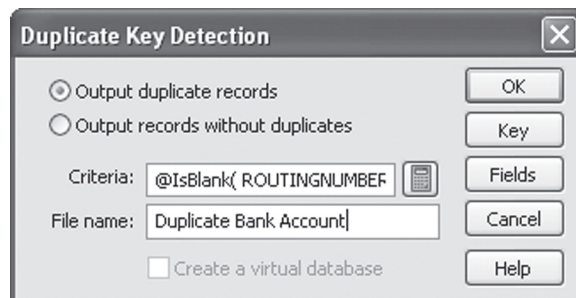 Duplicate Key Detection
Output duplicate records
OK
Output records without duplicates
Key
Criteria: @IsBlank( ROUTINGNUMBER
Fields
File name: Duplicate Bank Account
Cancel
Create a virtual database
Help